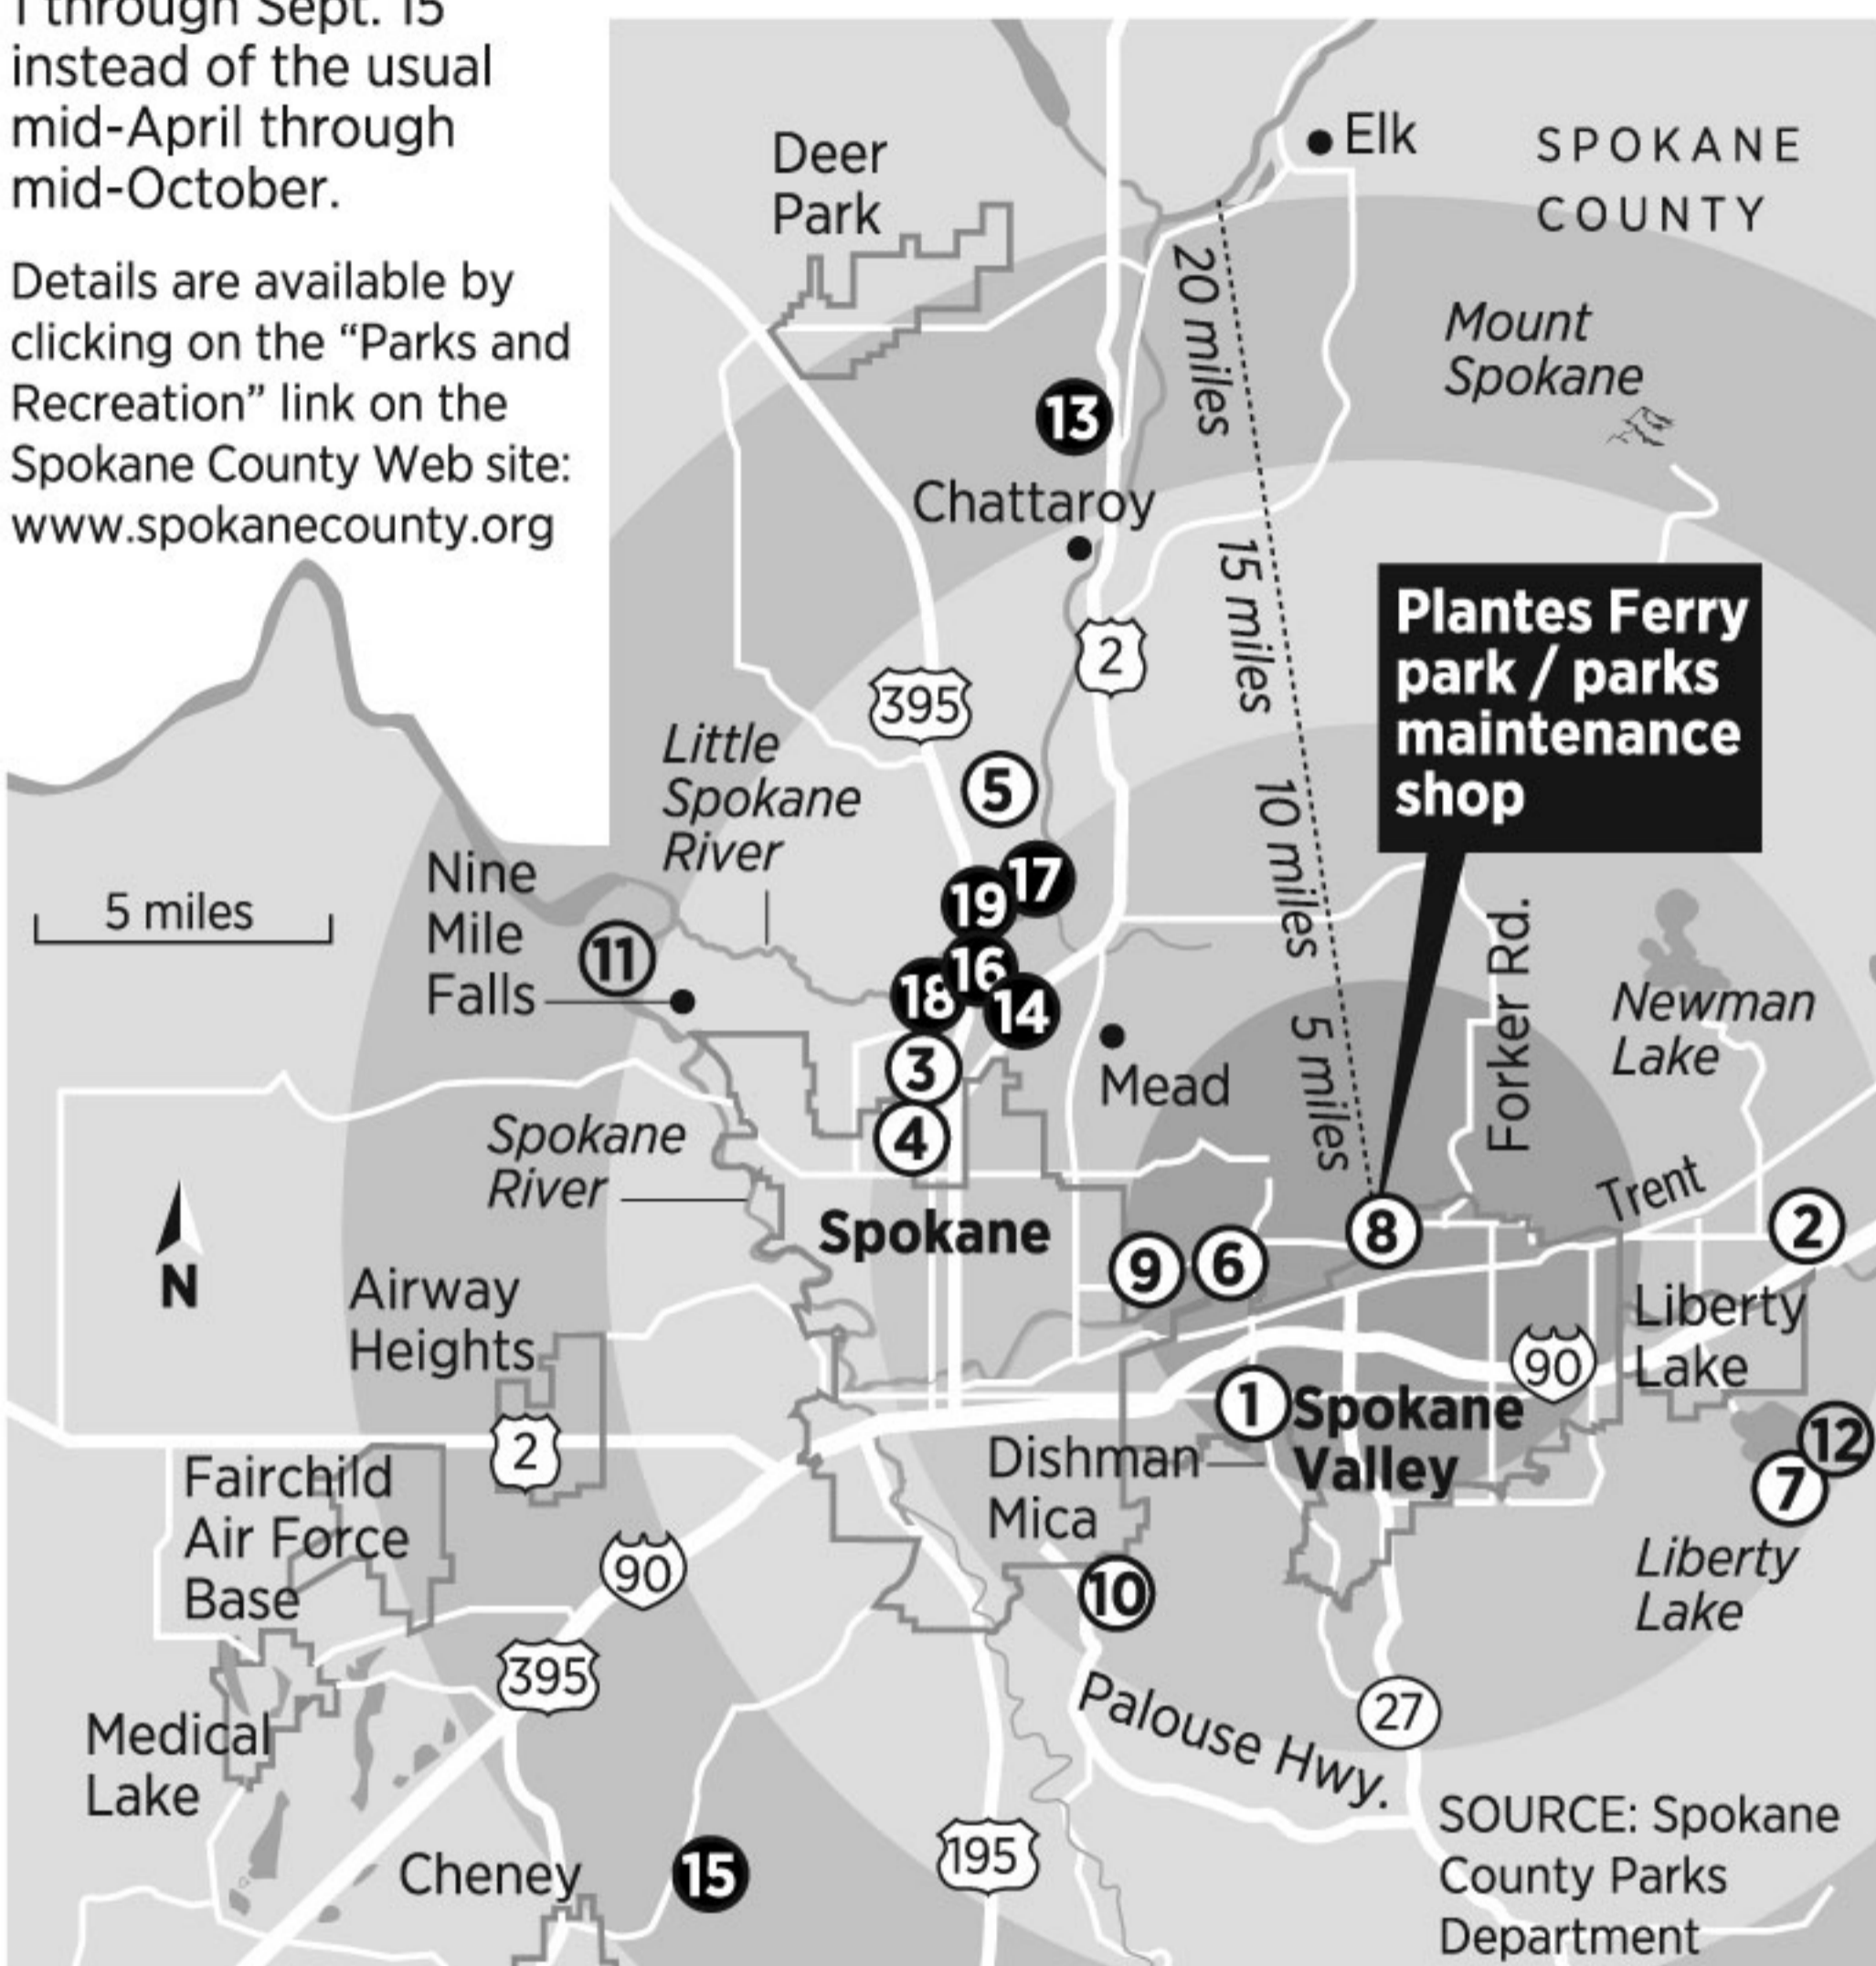 1 through Sept. 15
instead of the usual
mid-April through
mid-October.
Details are available by
clicking on the “Parks and
Recreation” link on the
Spokane County Web site:
www.spokanecounty.org
Elk
SPOKANE
COUNTY
Deer
Park
20 miles
Mount
Spokane
13
Chattaroy
15 miles
Plantes Ferry
park / parks
maintenance
shop
2
395
Little
Spokane
River
5
10 miles
Nine
Mile
Falls
5 miles
11
17
19
16
18
14
Forker Rd.
Newman
Lake
5 miles
3
Mead
4
Spokane
River
Spokane
Trent
8
2
9
6
N
Airway
Heights
Liberty
Lake
90
1
Spokane
Valley
12
7
2
Dishman
Mica
Fairchild
Air Force
Base
90
10
Liberty
Lake
395
27
Palouse Hwy.
Medical
Lake
195
Cheney
15
SOURCE: Spokane
County Parks
Department